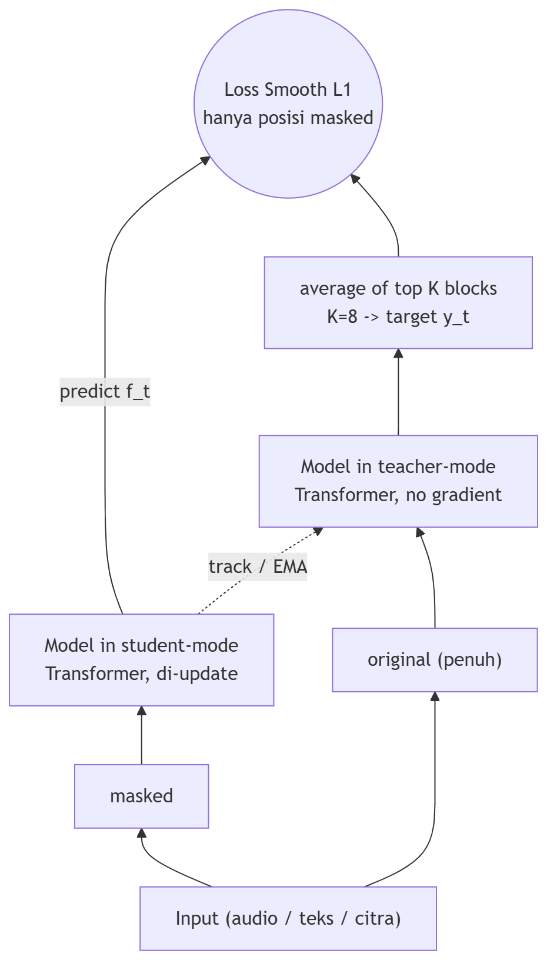 Loss Smooth L1
hanya posisi masked
average of top K blocks
K=8 -> target y_t
predict f_t
Model in teacher-mode
Transformer, no gradient
track / EMA
Model in student-mode
Transformer, di-update
original (penuh)
masked
Input (audio / teks / citra)